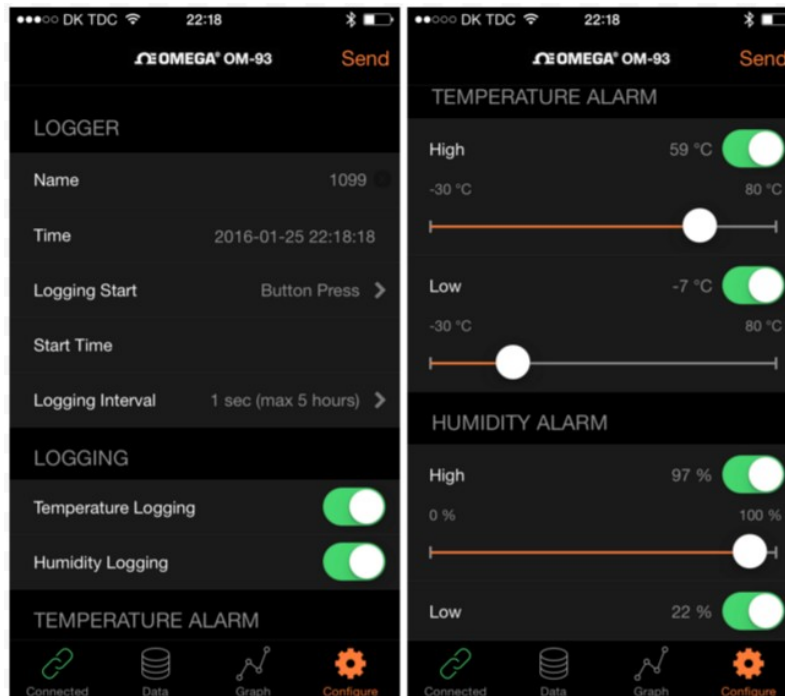 DK TDC 22:18
OMEGA® OM-93 Send
LOGGER
Name 1099
Time 2016-01-25 22:18:18
Logging Start Button Press
Start Time
Logging Interval 1 sec (max 5 hours)
LOGGING
Temperature Logging
Humidity Logging
TEMPERATURE ALARM
Connected Data Graph Configure
DK TDC 22:18
OMEGA® OM-93 Send
TEMPERATURE ALARM
High 59 °C
-30 °C 80 °C
Low -7 °C
-30 °C 80 °C
HUMIDITY ALARM
High 97 %
0 % 100 %
Low 22 %
Connected Data Graph Configure